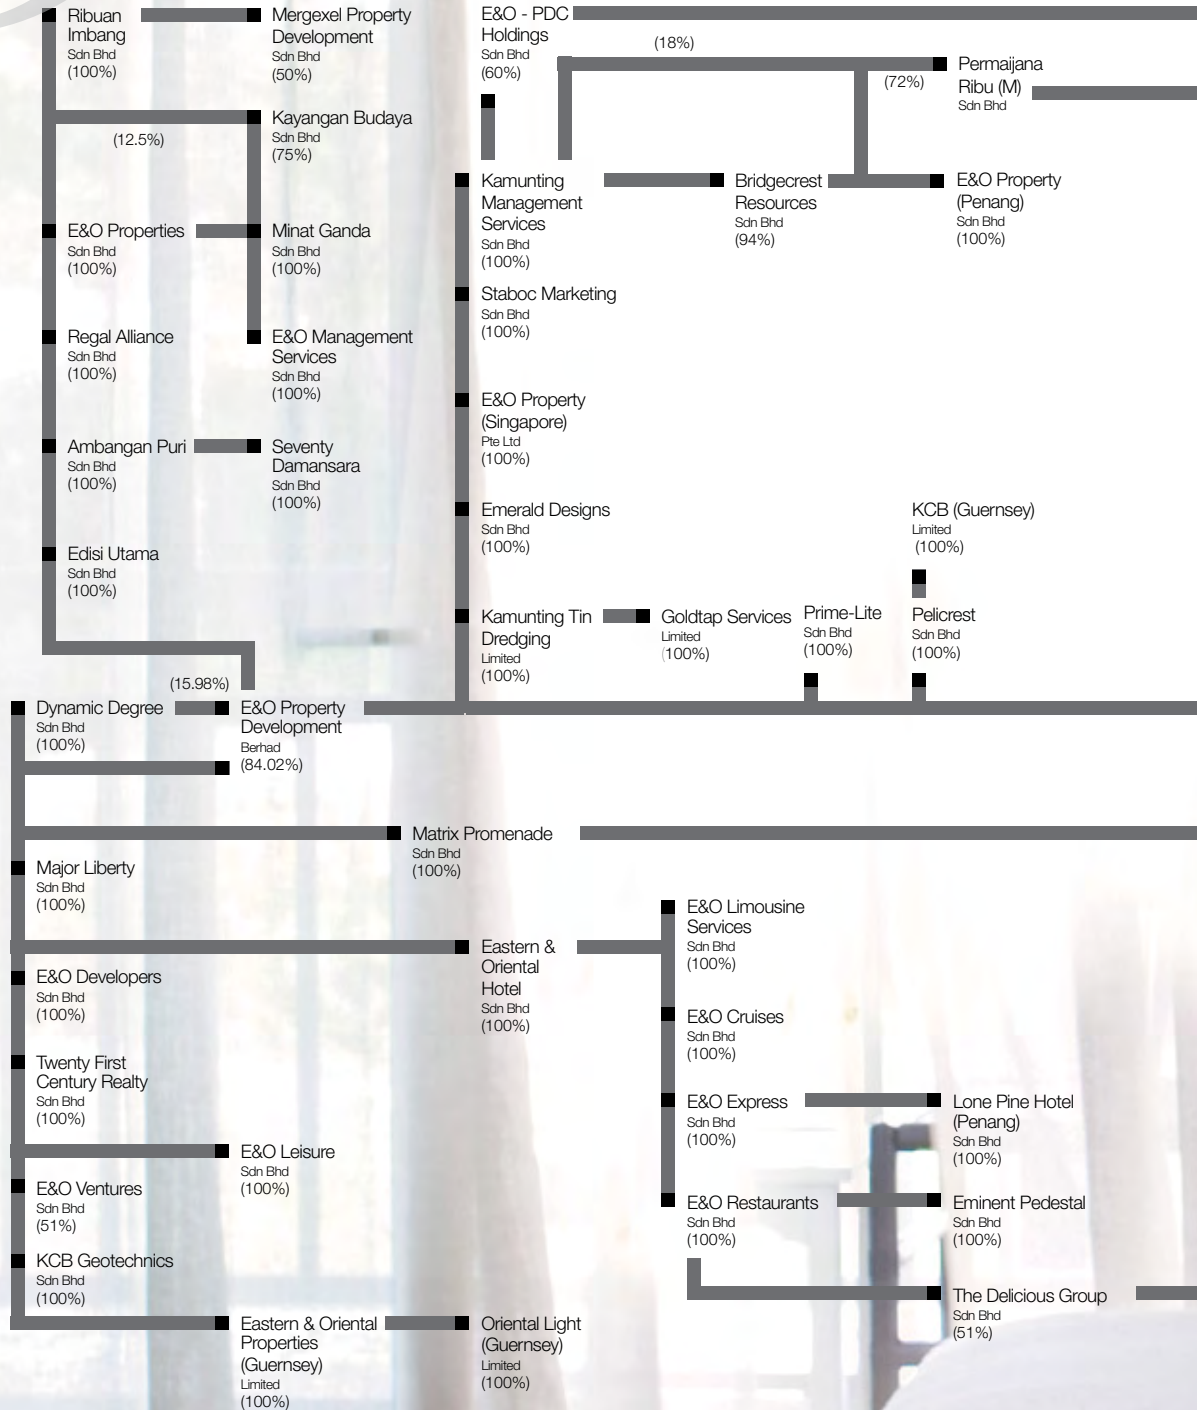 Ribuan
Imbang
Sdn Bhd
(100%)
Mergexel Property
Development
Sdn Bhd
(50%)
E&O - PDC
Holdings
Sdn Bhd
(60%)
(18%)
(72%)
Permaijana
Ribu (M)
Sdn Bhd
(12.5%)
Kayangan Budaya
Sdn Bhd
(75%)
Kamunting
Management
Services
Sdn Bhd
(100%)
Bridgecrest
Resources
Sdn Bhd
(94%)
E&O Property
(Penang)
Sdn Bhd
(100%)
E&O Properties
Sdn Bhd
(100%)
Minat Ganda
Sdn Bhd
(100%)
Staboc Marketing
Sdn Bhd
(100%)
Regal Alliance
Sdn Bhd
(100%)
E&O Management
Services
Sdn Bhd
(100%)
E&O Property
(Singapore)
Pte Ltd
(100%)
Ambangan Puri
Sdn Bhd
(100%)
Seventy
Damansara
Sdn Bhd
(100%)
Emerald Designs
Sdn Bhd
(100%)
KCB (Guernsey)
Limited
(100%)
Edisi Utama
Sdn Bhd
(100%)
Kamunting Tin
Dredging
Limited
(100%)
Goldtap Services
Limited
(100%)
Prime-Lite
Sdn Bhd
(100%)
Pelicrest
Sdn Bhd
(100%)
(15.98%)
Dynamic Degree
Sdn Bhd
(100%)
E&O Property
Development
Berhad
(84.02%)
Matrix Promenade
Sdn Bhd
(100%)
Major Liberty
Sdn Bhd
(100%)
E&O Limousine
Services
Sdn Bhd
(100%)
Eastern &
Oriental
Hotel
Sdn Bhd
(100%)
E&O Developers
Sdn Bhd
(100%)
E&O Cruises
Sdn Bhd
(100%)
Twenty First
Century Realty
Sdn Bhd
(100%)
E&O Express
Sdn Bhd
(100%)
Lone Pine Hotel
(Penang)
Sdn Bhd
(100%)
E&O Leisure
Sdn Bhd
(100%)
E&O Ventures
Sdn Bhd
(51%)
E&O Restaurants
Sdn Bhd
(100%)
Eminent Pedestal
Sdn Bhd
(100%)
KCB Geotechnics
Sdn Bhd
(100%)
The Delicious Group
Sdn Bhd
(51%)
Eastern & Oriental
Properties
(Guernsey)
Limited
(100%)
Oriental Light
(Guernsey)
Limited
(100%)